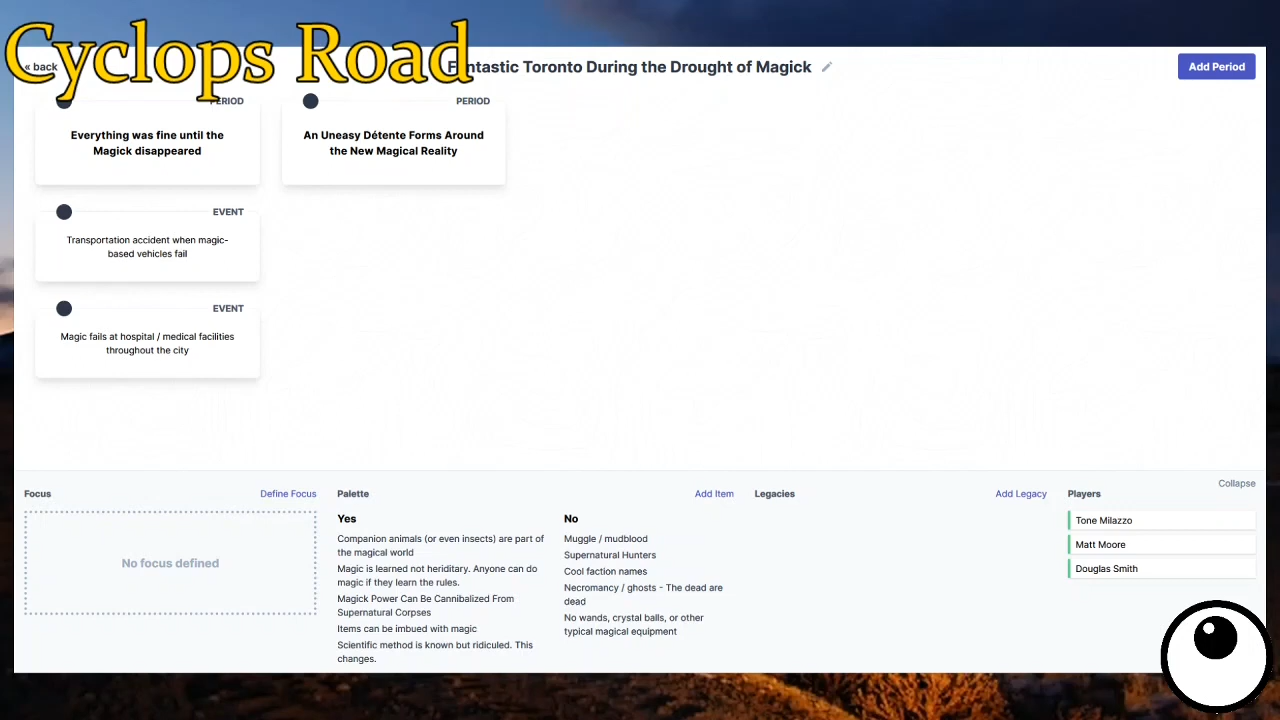 Cyclops Road
« back
Fantastic Toronto During the Drought of Magick
Add Period
PERIOD
Everything was fine until the
Magick disappeared
PERIOD
An Uneasy Détente Forms Around
the New Magical Reality
EVENT
Transportation accident when magic-
based vehicles fail
EVENT
Magic fails at hospital / medical facilities
throughout the city
Focus
Define Focus
No focus defined
Palette
Add Item
Yes
Companion animals (or even insects) are part of
the magical world
Magic is learned not heriditary. Anyone can do
magic if they learn the rules.
Magick Power Can Be Cannibalized From
Supernatural Corpses
Items can be imbued with magic
Scientific method is known but ridiculed. This
changes.
No
Muggle / mudblood
Supernatural Hunters
Cool faction names
Necromancy / ghosts - The dead are
dead
No wands, crystal balls, or other
typical magical equipment
Legacies
Add Legacy
Collapse
Players
Tone Milazzo
Matt Moore
Douglas Smith